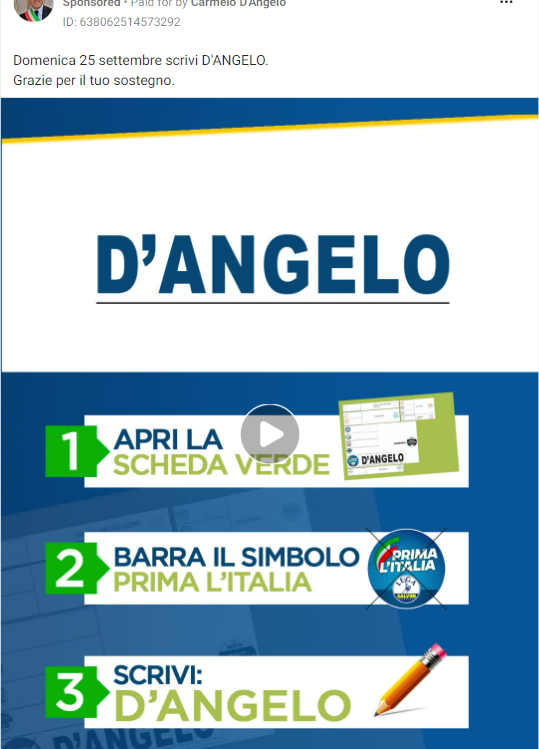 Sponsored • Paid for by Carmelo D'Angelo
ID: 638062514573292
Domenica 25 settembre scrivi D'ANGELO.
Grazie per il tuo sostegno.
D'ANGELO
1
APRI LA
SCHEDA VERDE
D'ANGELO
2
BARRA IL SIMBOLO
PRIMA L'ITALIA
PRIMA
L'ITALIA
LEGA
SALVINI
3
SCRIVI:
D'ANGELO
D'ANGELO